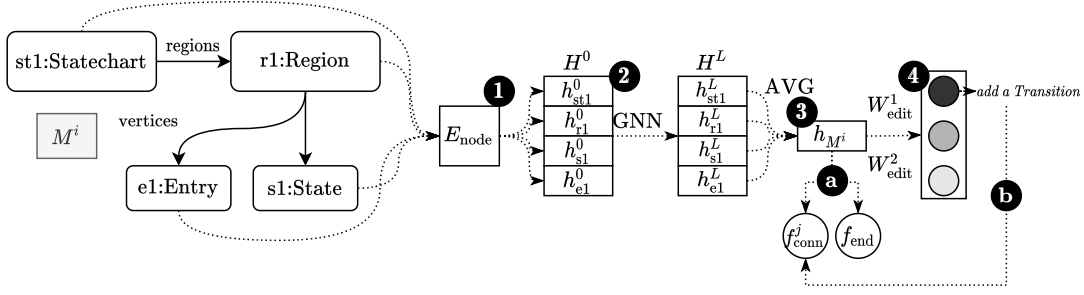 st1:Statechart
regions
r1:Region
M^i
vertices
e1:Entry
s1:State
1
E_node
H^0
2
h^0_st1
h^0_r1
h^0_s1
h^0_e1
GNN
H^L
h^L_st1
h^L_r1
h^L_s1
h^L_e1
AVG
3
h_{M^i}
W^1_edit
W^2_edit
4
add a Transition
a
f^j_conn
f_end
b